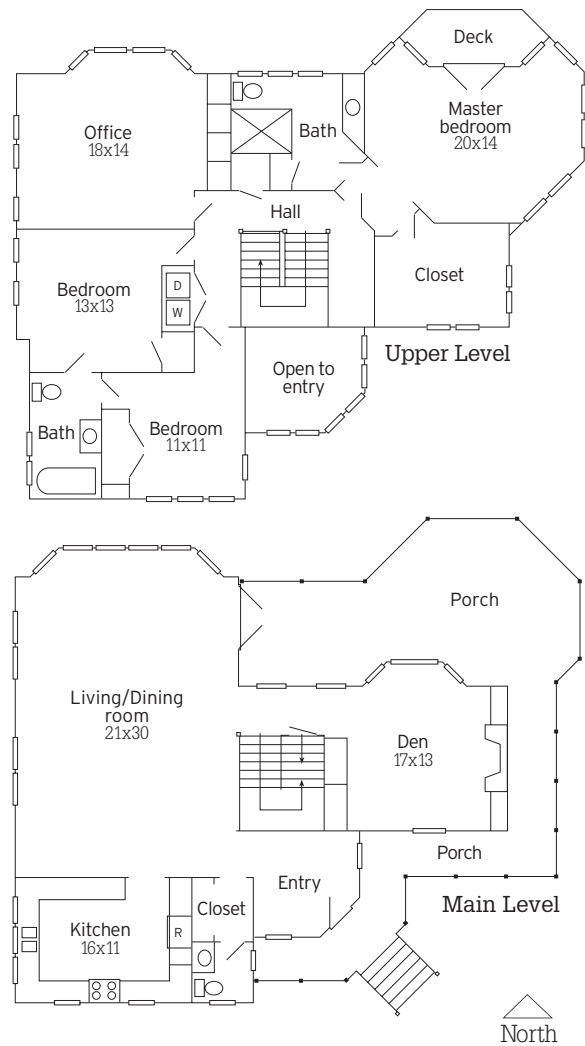 Deck
Office
18x14
Bath
Master
bedroom
20x14
Hall
Closet
Bedroom
13x13
D
W
Upper Level
Open to
entry
Bath
Bedroom
11x11
Porch
Living/Dining
room
21x30
Den
17x13
Porch
Entry
Main Level
Closet
Kitchen
16x11
R
North